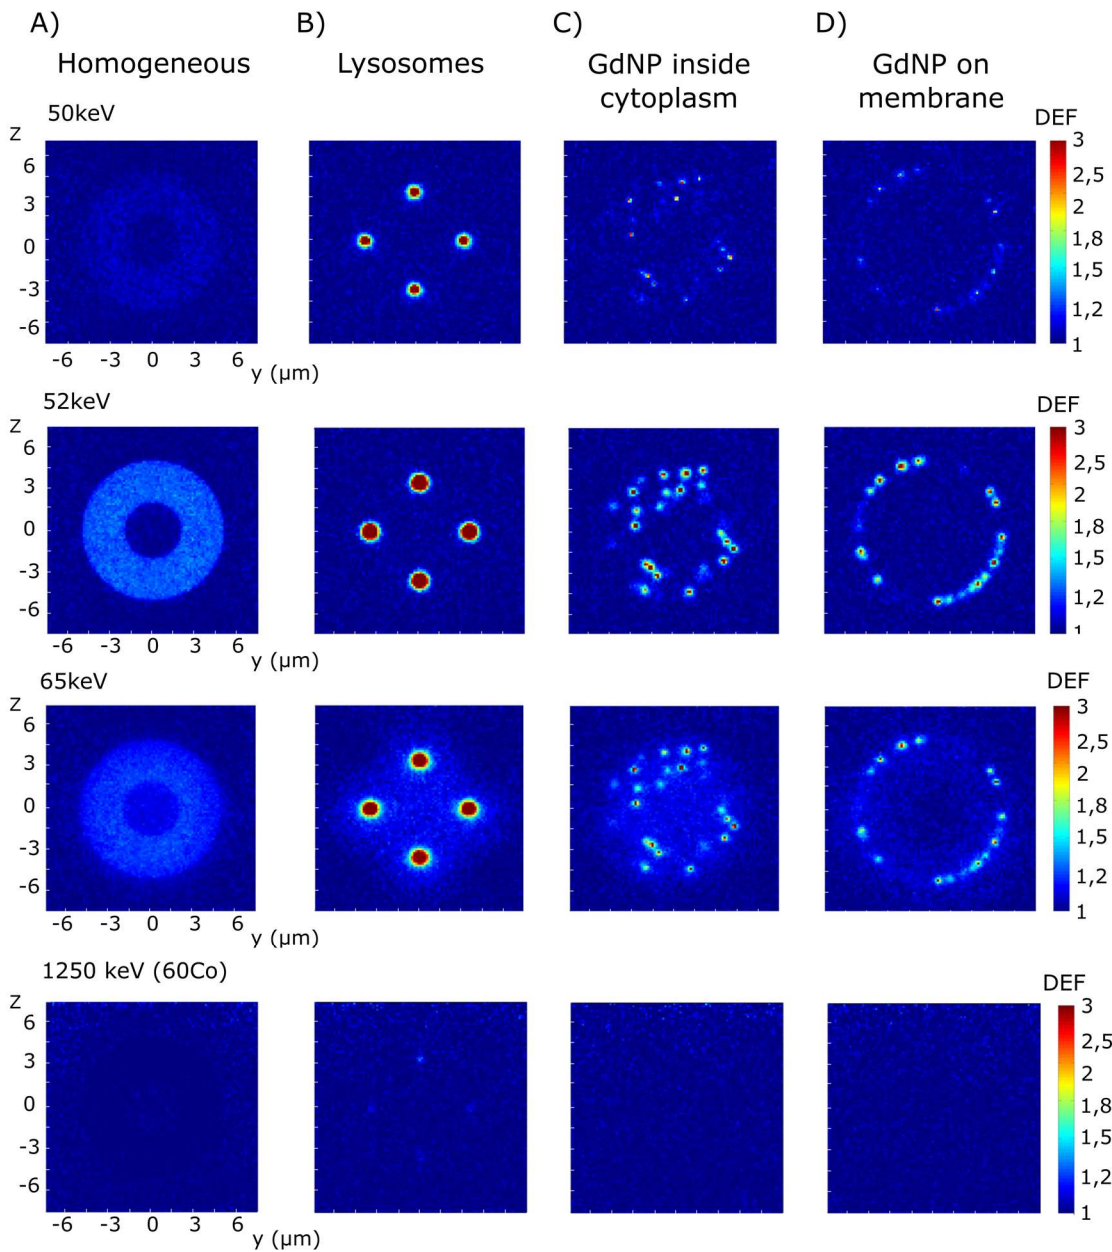 A)
B)
C)
D)
Homogeneous
Lysosomes
GdNP inside
cytoplasm
GdNP on
membrane
50keV
DEF
Z
6
3
0
-3
-6
-6 -3 0 3 6
y (µm)
3
2,5
2
1,8
1,5
1,2
1
52keV
DEF
Z
6
3
0
-3
-6
-6 -3 0 3 6
y (µm)
3
2,5
2
1,8
1,5
1,2
1
65keV
DEF
Z
6
3
0
-3
-6
-6 -3 0 3 6
y (µm)
3
2,5
2
1,8
1,5
1,2
1
1250 keV (60Co)
DEF
Z
6
3
0
-3
-6
-6 -3 0 3 6
y (µm)
3
2,5
2
1,8
1,5
1,2
1